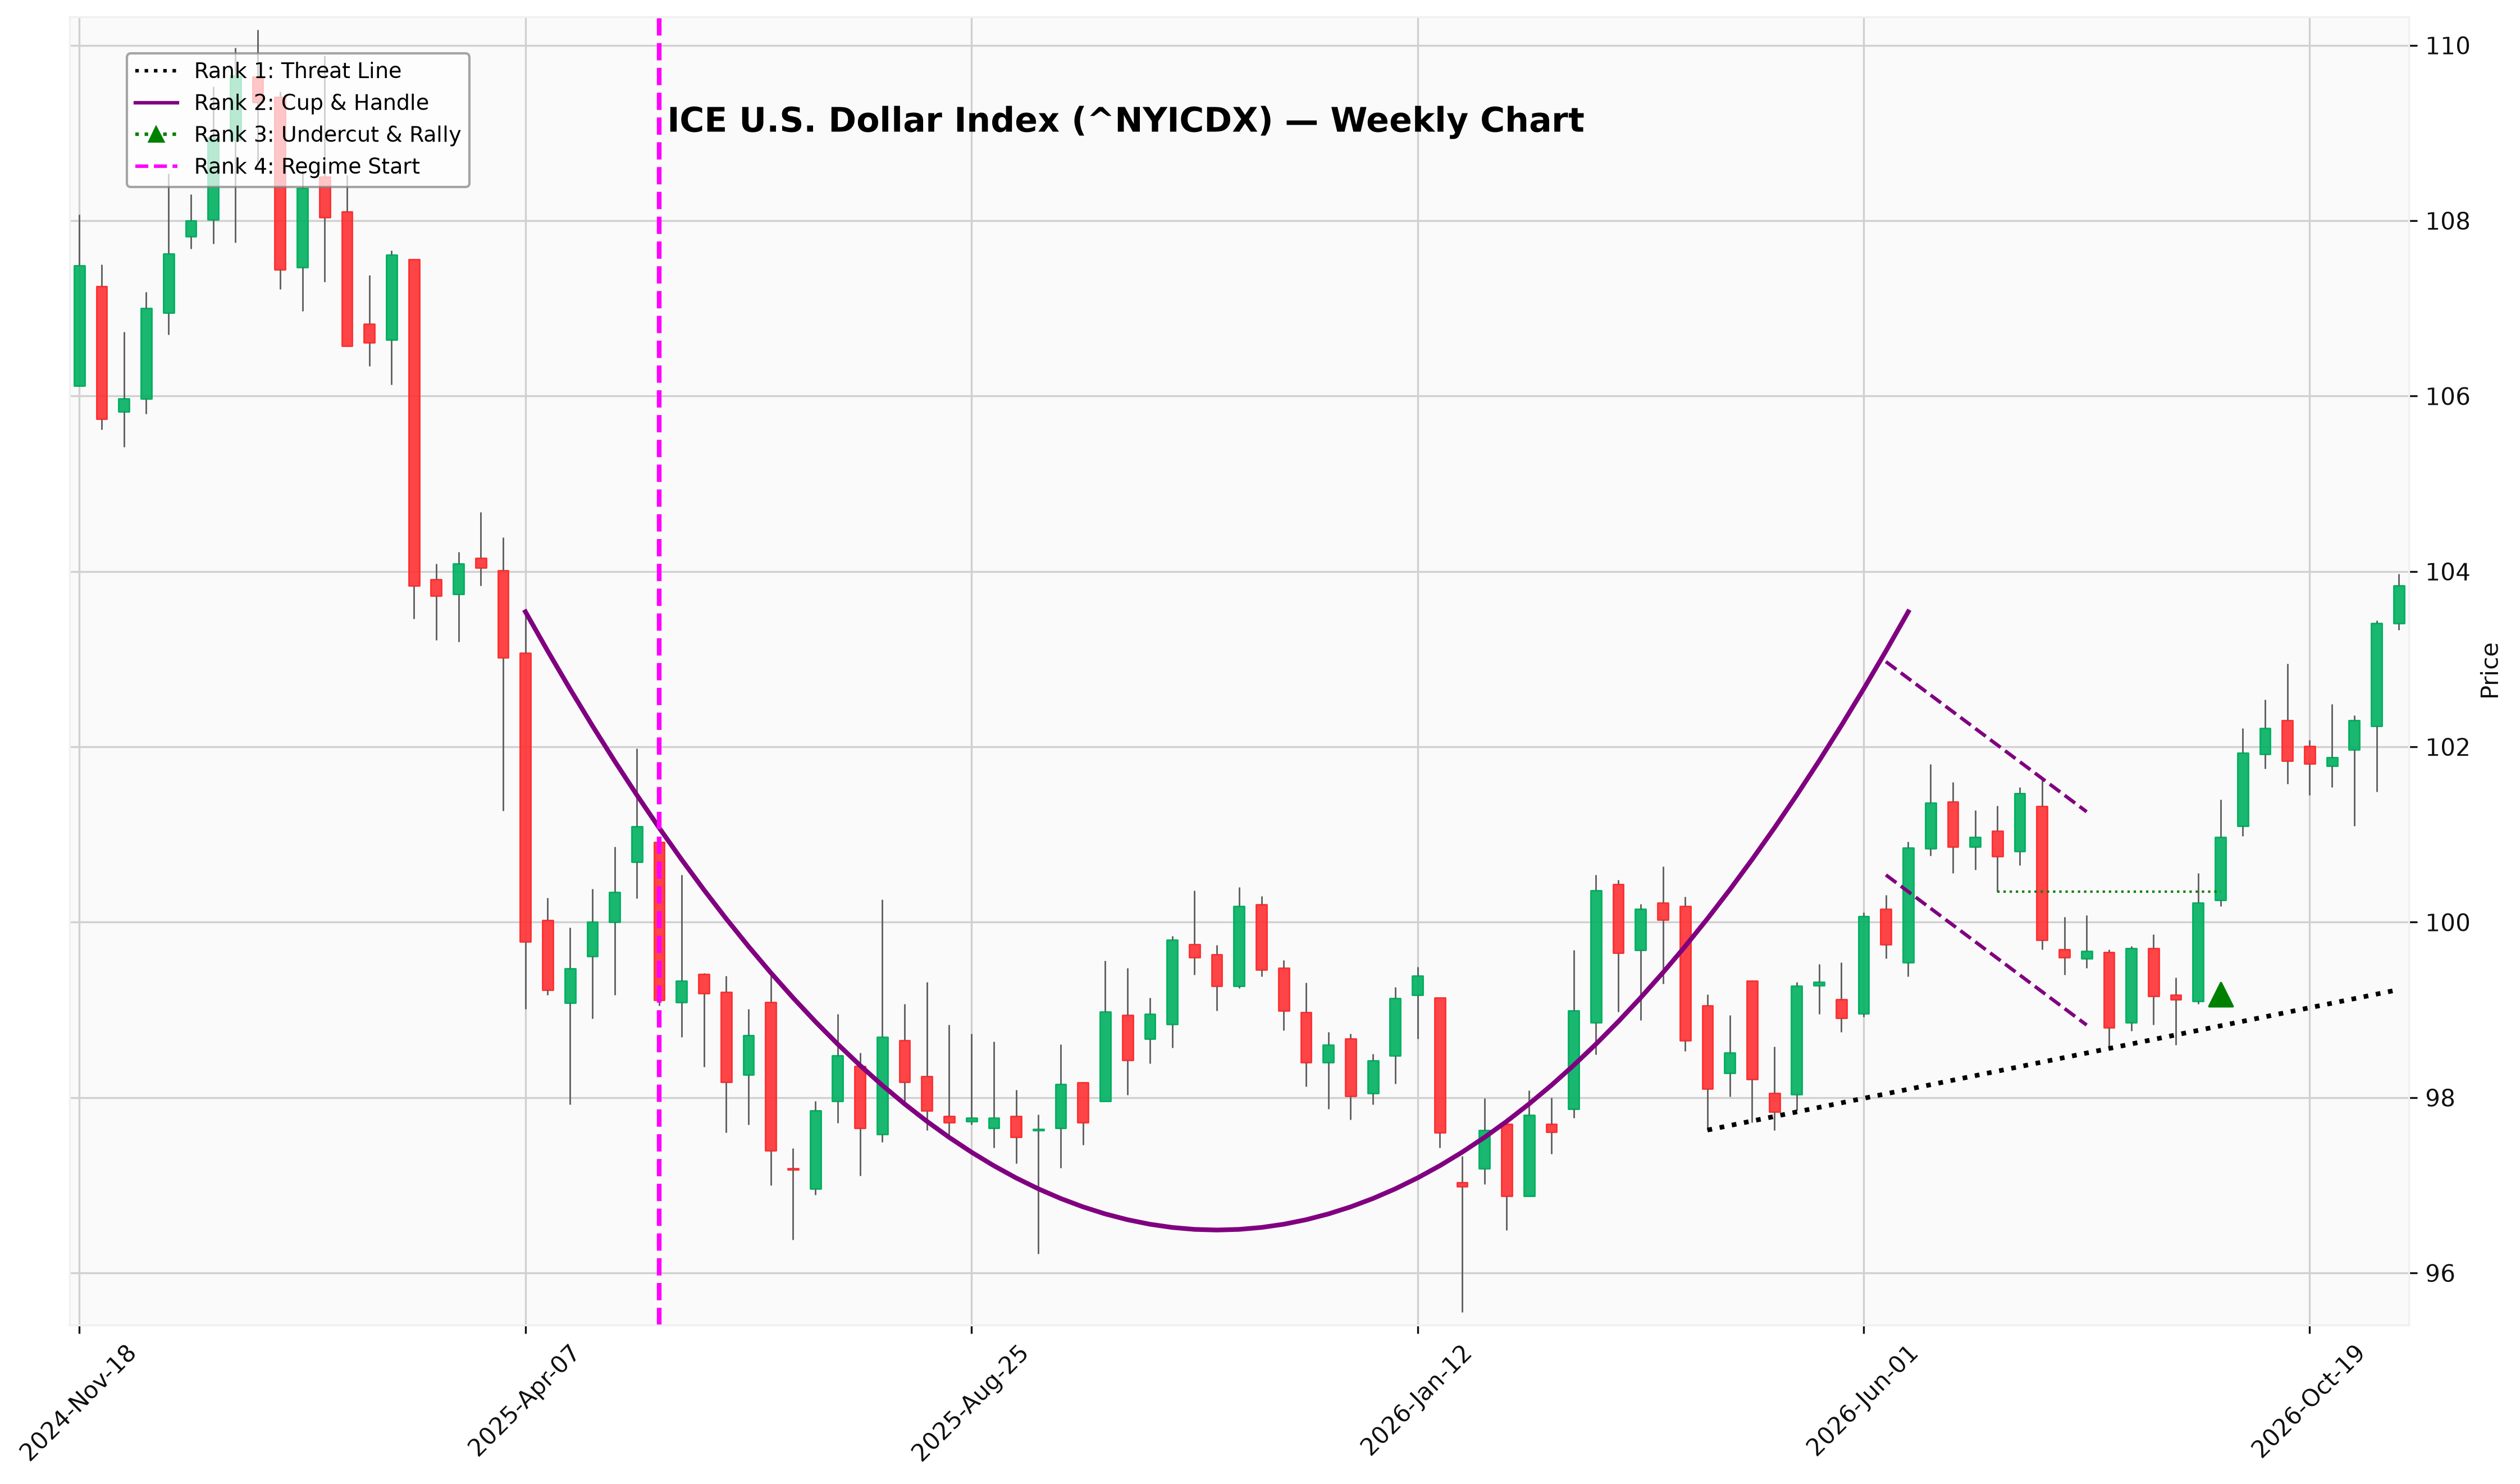 Rank 1: Threat Line
Rank 2: Cup & Handle
Rank 3: Undercut & Rally
Rank 4: Regime Start
ICE U.S. Dollar Index (^NYICDX) — Weekly Chart
110
108
106
104
102
100
98
96
Price
2024-Nov-18
2025-Apr-07
2025-Aug-25
2026-Jan-12
2026-Jun-01
2026-Oct-19